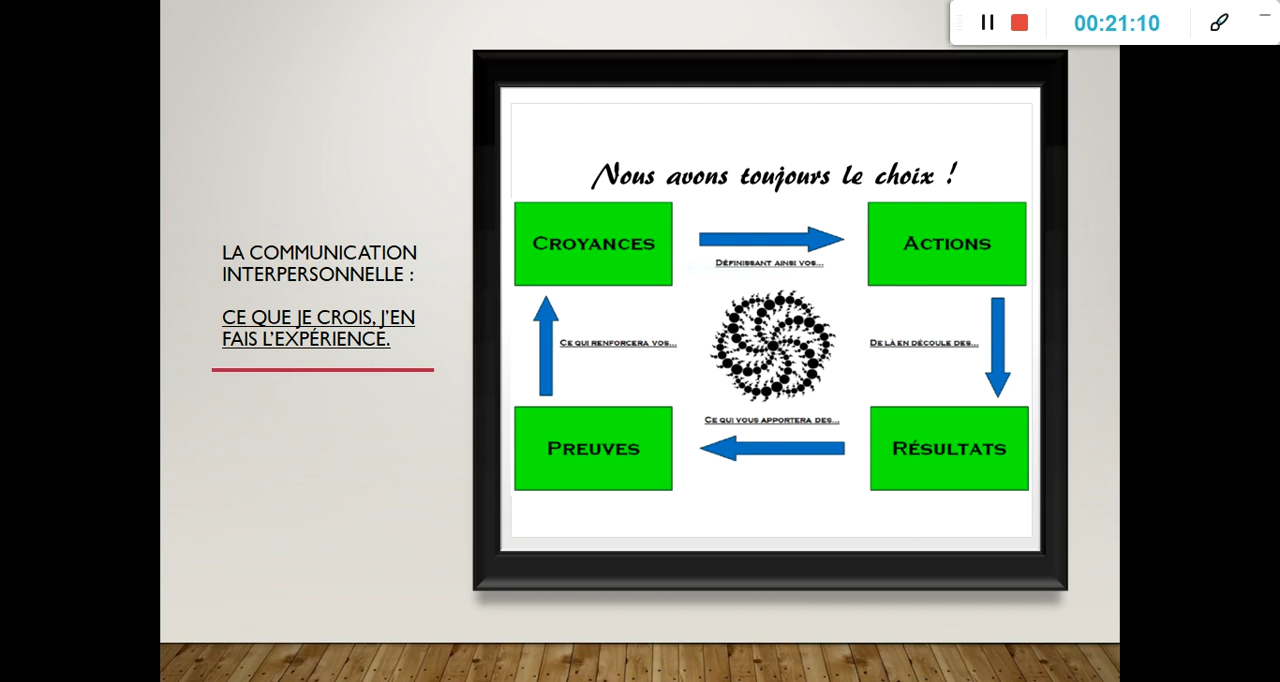 00:21:10
LA COMMUNICATION
INTERPERSONNELLE :
CE QUE JE CROIS, J'EN
FAIS L'EXPÉRIENCE.
Nous avons toujours le choix !
CROYANCES
DÉFINISSANT AINSI VOS...
ACTIONS
CE QUI RENFORCERA VOS...
DE LÀ EN DÉCOULE DES...
CE QUI VOUS APPORTERA DES...
PREUVES
RÉSULTATS